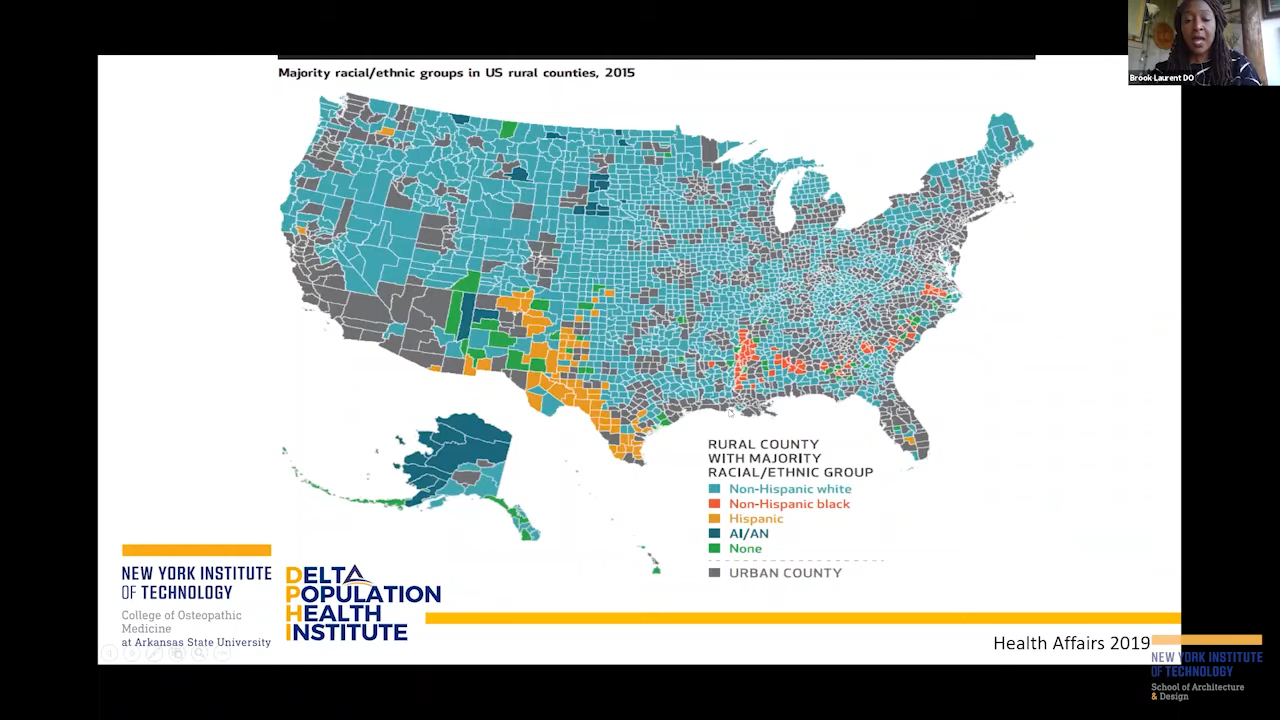 Brook Laurent DO
Majority racial/ethnic groups in US rural counties, 2015
RURAL COUNTY
WITH MAJORITY
RACIAL/ETHNIC GROUP
Non-Hispanic white
Non-Hispanic black
Hispanic
AI/AN
None
URBAN COUNTY
NEW YORK INSTITUTE
OF TECHNOLOGY
College of Osteopathic
Medicine
at Arkansas State University
DELTA
POPULATION
HEALTH
INSTITUTE
Health Affairs 2019
NEW YORK INSTITUTE
OF TECHNOLOGY
School of Architecture
& Design